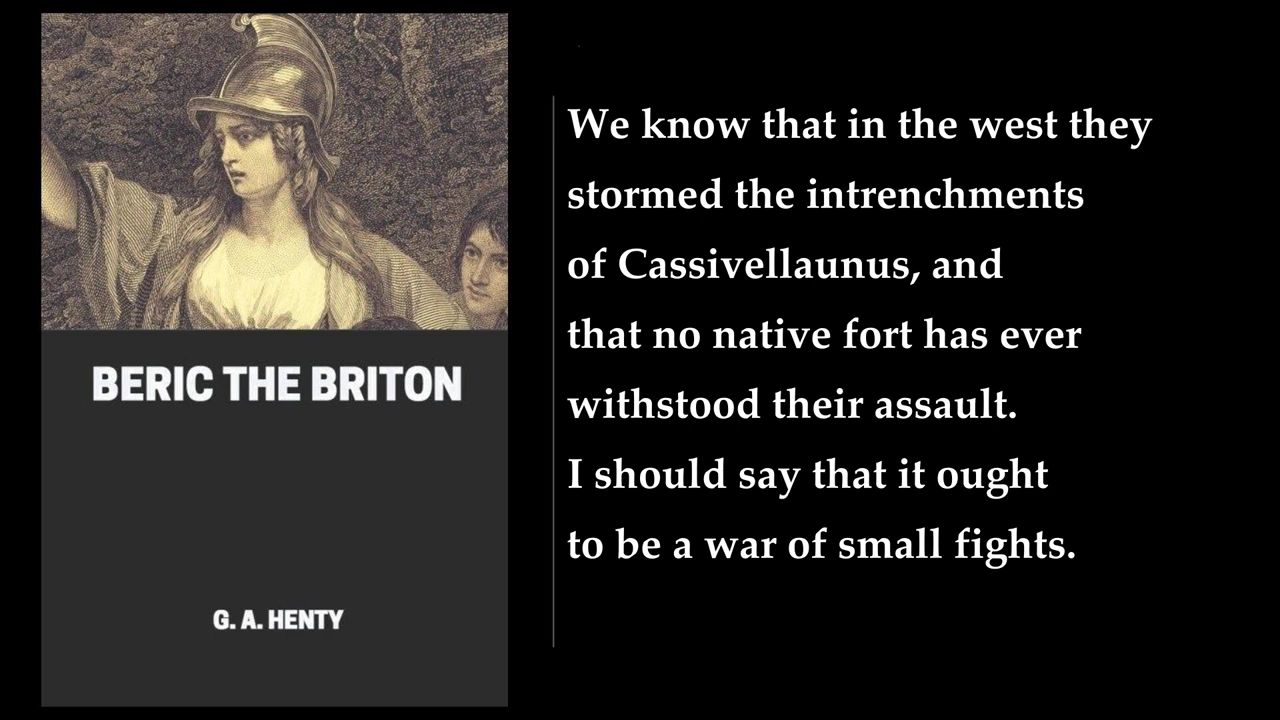 BERIC THE BRITON
G. A. HENTY
We know that in the west they
stormed the intrenchments
of Cassivellaunus, and
that no native fort has ever
withstood their assault.
I should say that it ought
to be a war of small fights.